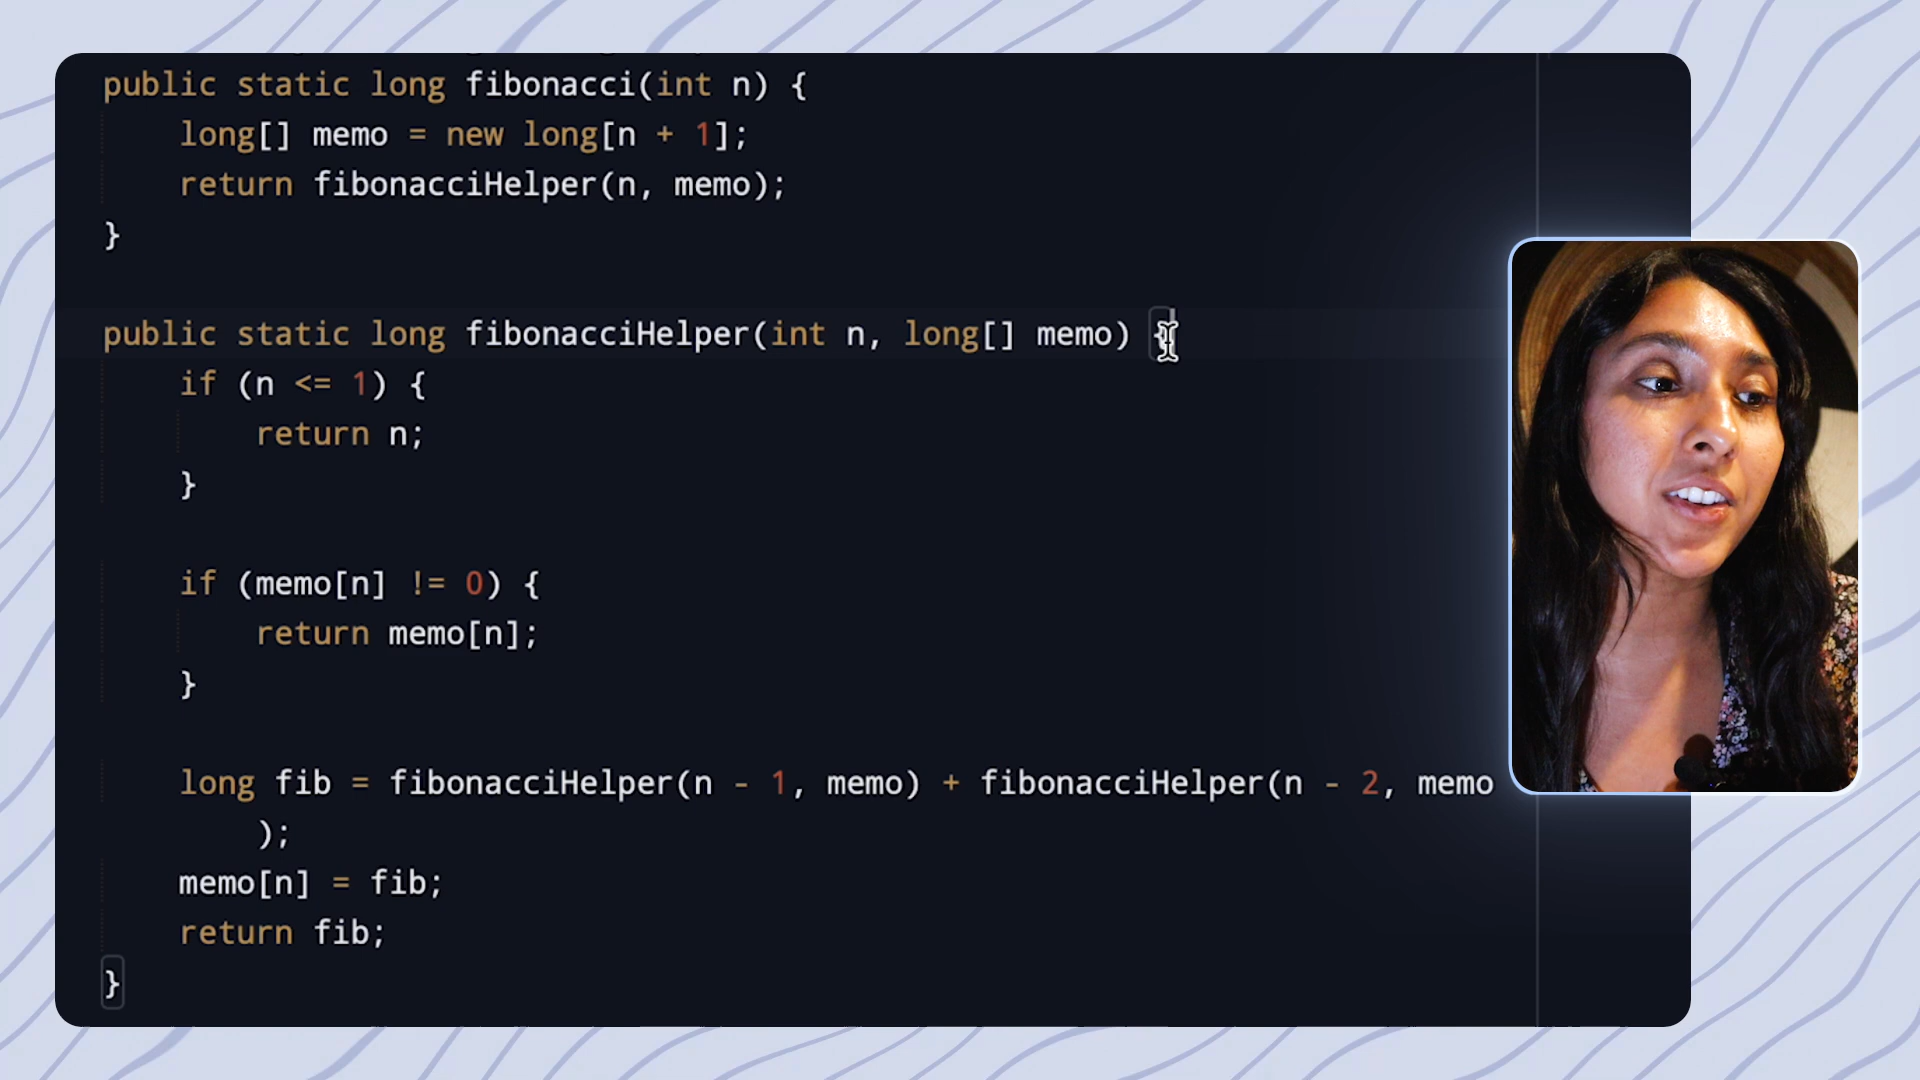 public static long fibonacci(int n) {
long[] memo = new long[n + 1];
return fibonacciHelper(n, memo);
}
public static long fibonacciHelper(int n, long[] memo) {
if (n <= 1) {
return n;
}
if (memo[n] != 0) {
return memo[n];
}
long fib = fibonacciHelper(n - 1, memo) + fibonacciHelper(n - 2, memo
);
memo[n] = fib;
return fib;
}